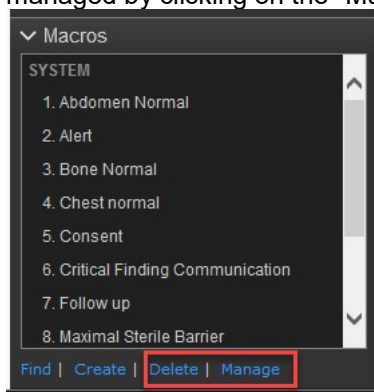 managed by clicking on the "Ma
Macros
SYSTEM
1. Abdomen Normal
2. Alert
3. Bone Normal
4. Chest normal
5. Consent
6. Critical Finding Communication
7. Follow up
8. Maximal Sterile Barrier
Find | Create | Delete | Manage